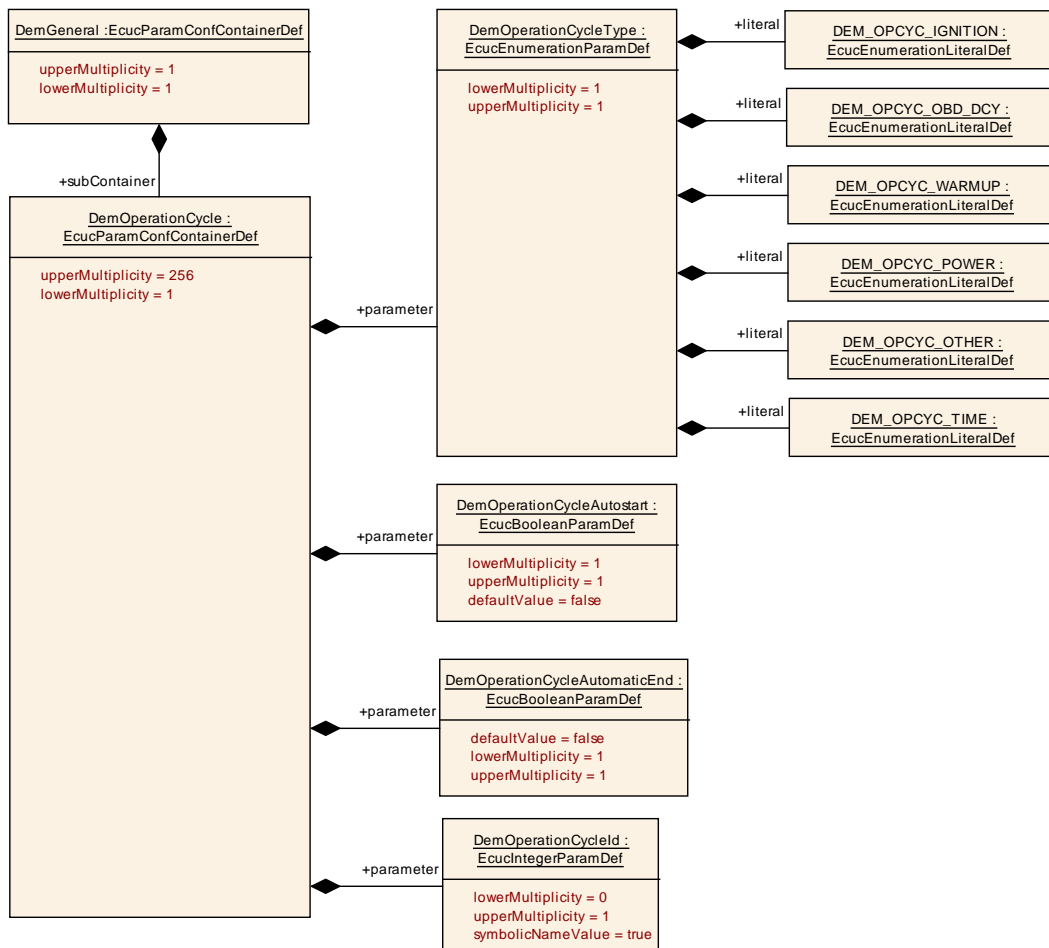 DemGeneral :EcucParamConfContainerDef
upperMultiplicity = 1
lowerMultiplicity = 1
+subContainer
DemOperationCycle :
EcucParamConfContainerDef
upperMultiplicity = 256
lowerMultiplicity = 1
+parameter
DemOperationCycleType :
EcucEnumerationParamDef
lowerMultiplicity = 1
upperMultiplicity = 1
+literal
DEM_OPCYC_IGNITION :
EcucEnumerationLiteralDef
+literal
DEM_OPCYC_OBD_DCY :
EcucEnumerationLiteralDef
+literal
DEM_OPCYC_WARMUP :
EcucEnumerationLiteralDef
+literal
DEM_OPCYC_POWER :
EcucEnumerationLiteralDef
+literal
DEM_OPCYC_OTHER :
EcucEnumerationLiteralDef
+literal
DEM_OPCYC_TIME :
EcucEnumerationLiteralDef
+parameter
DemOperationCycleAutostart :
EcucBooleanParamDef
lowerMultiplicity = 1
upperMultiplicity = 1
defaultValue = false
+parameter
DemOperationCycleAutomaticEnd :
EcucBooleanParamDef
defaultValue = false
lowerMultiplicity = 1
upperMultiplicity = 1
+parameter
DemOperationCycleId :
EcucIntegerParamDef
lowerMultiplicity = 0
upperMultiplicity = 1
symbolicNameValue = true